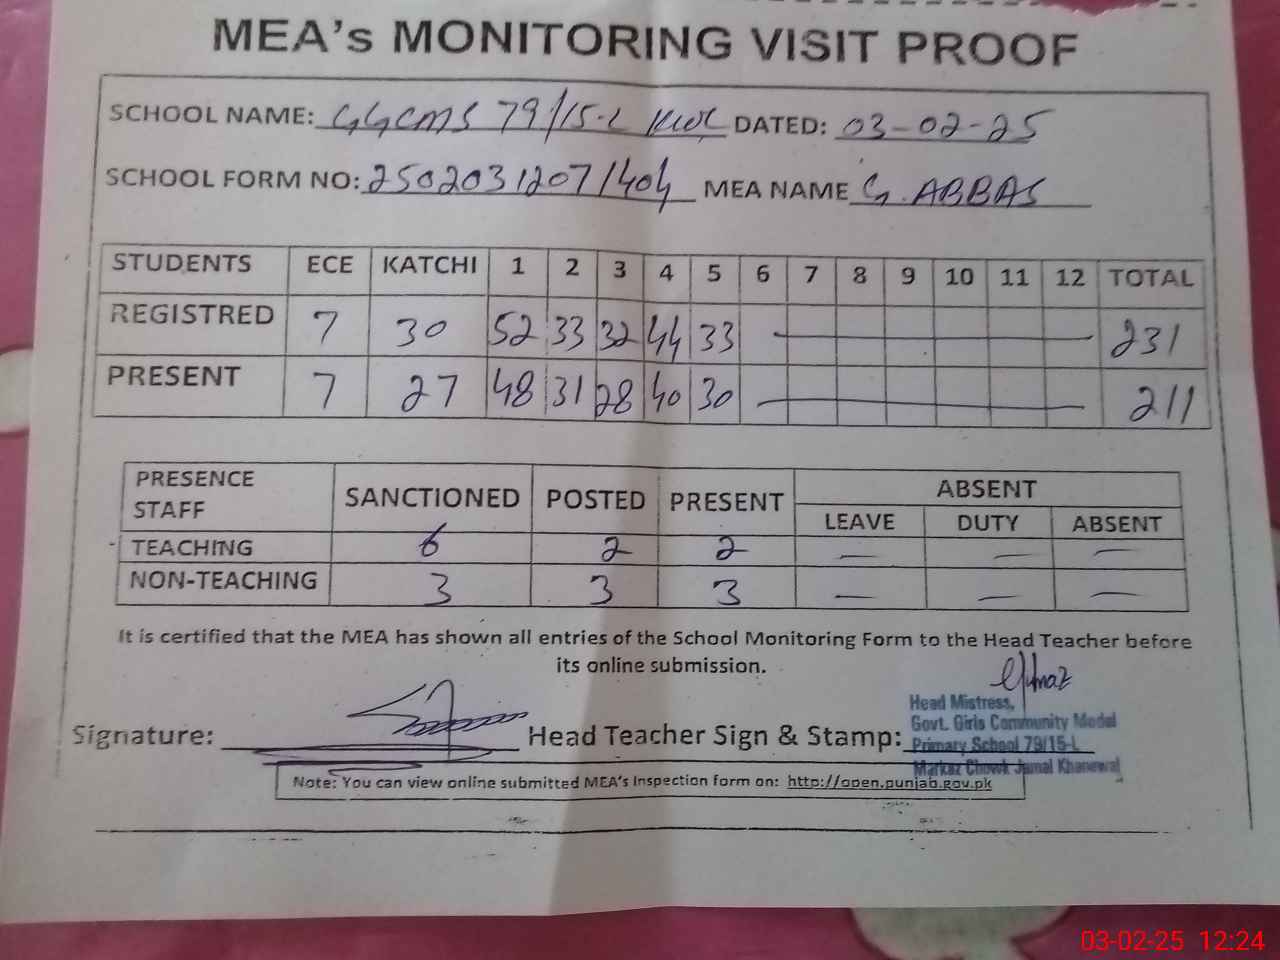 MEA's MONITORING VISIT PROOF
SCHOOL NAME: GGCMS 79/15-L KWL DATED: 03-02-25
SCHOOL FORM NO: 25020312071404 MEA NAME G. ABBAS
STUDENTS ECE KATCHI 1 2 3 4 5 6 7 8 9 10 11 12 TOTAL
REGISTRED 7 30 52 33 32 44 33 231
PRESENT 7 27 48 31 28 40 30 211
PRESENCE STAFF SANCTIONED POSTED PRESENT ABSENT
LEAVE DUTY ABSENT
TEACHING 6 2 2 — — —
NON-TEACHING 3 3 3 — — —
It is certified that the MEA has shown all entries of the School Monitoring Form to the Head Teacher before
its online submission.
Signature: Head Teacher Sign & Stamp:
Head Mistress,
Govt. Girls Community Model
Primary School 79/15-L
Markaz Chowk Jamal Khanewal
Note: You can view online submitted MEA's Inspection form on: http://open.punjab.gov.pk
03-02-25 12:24